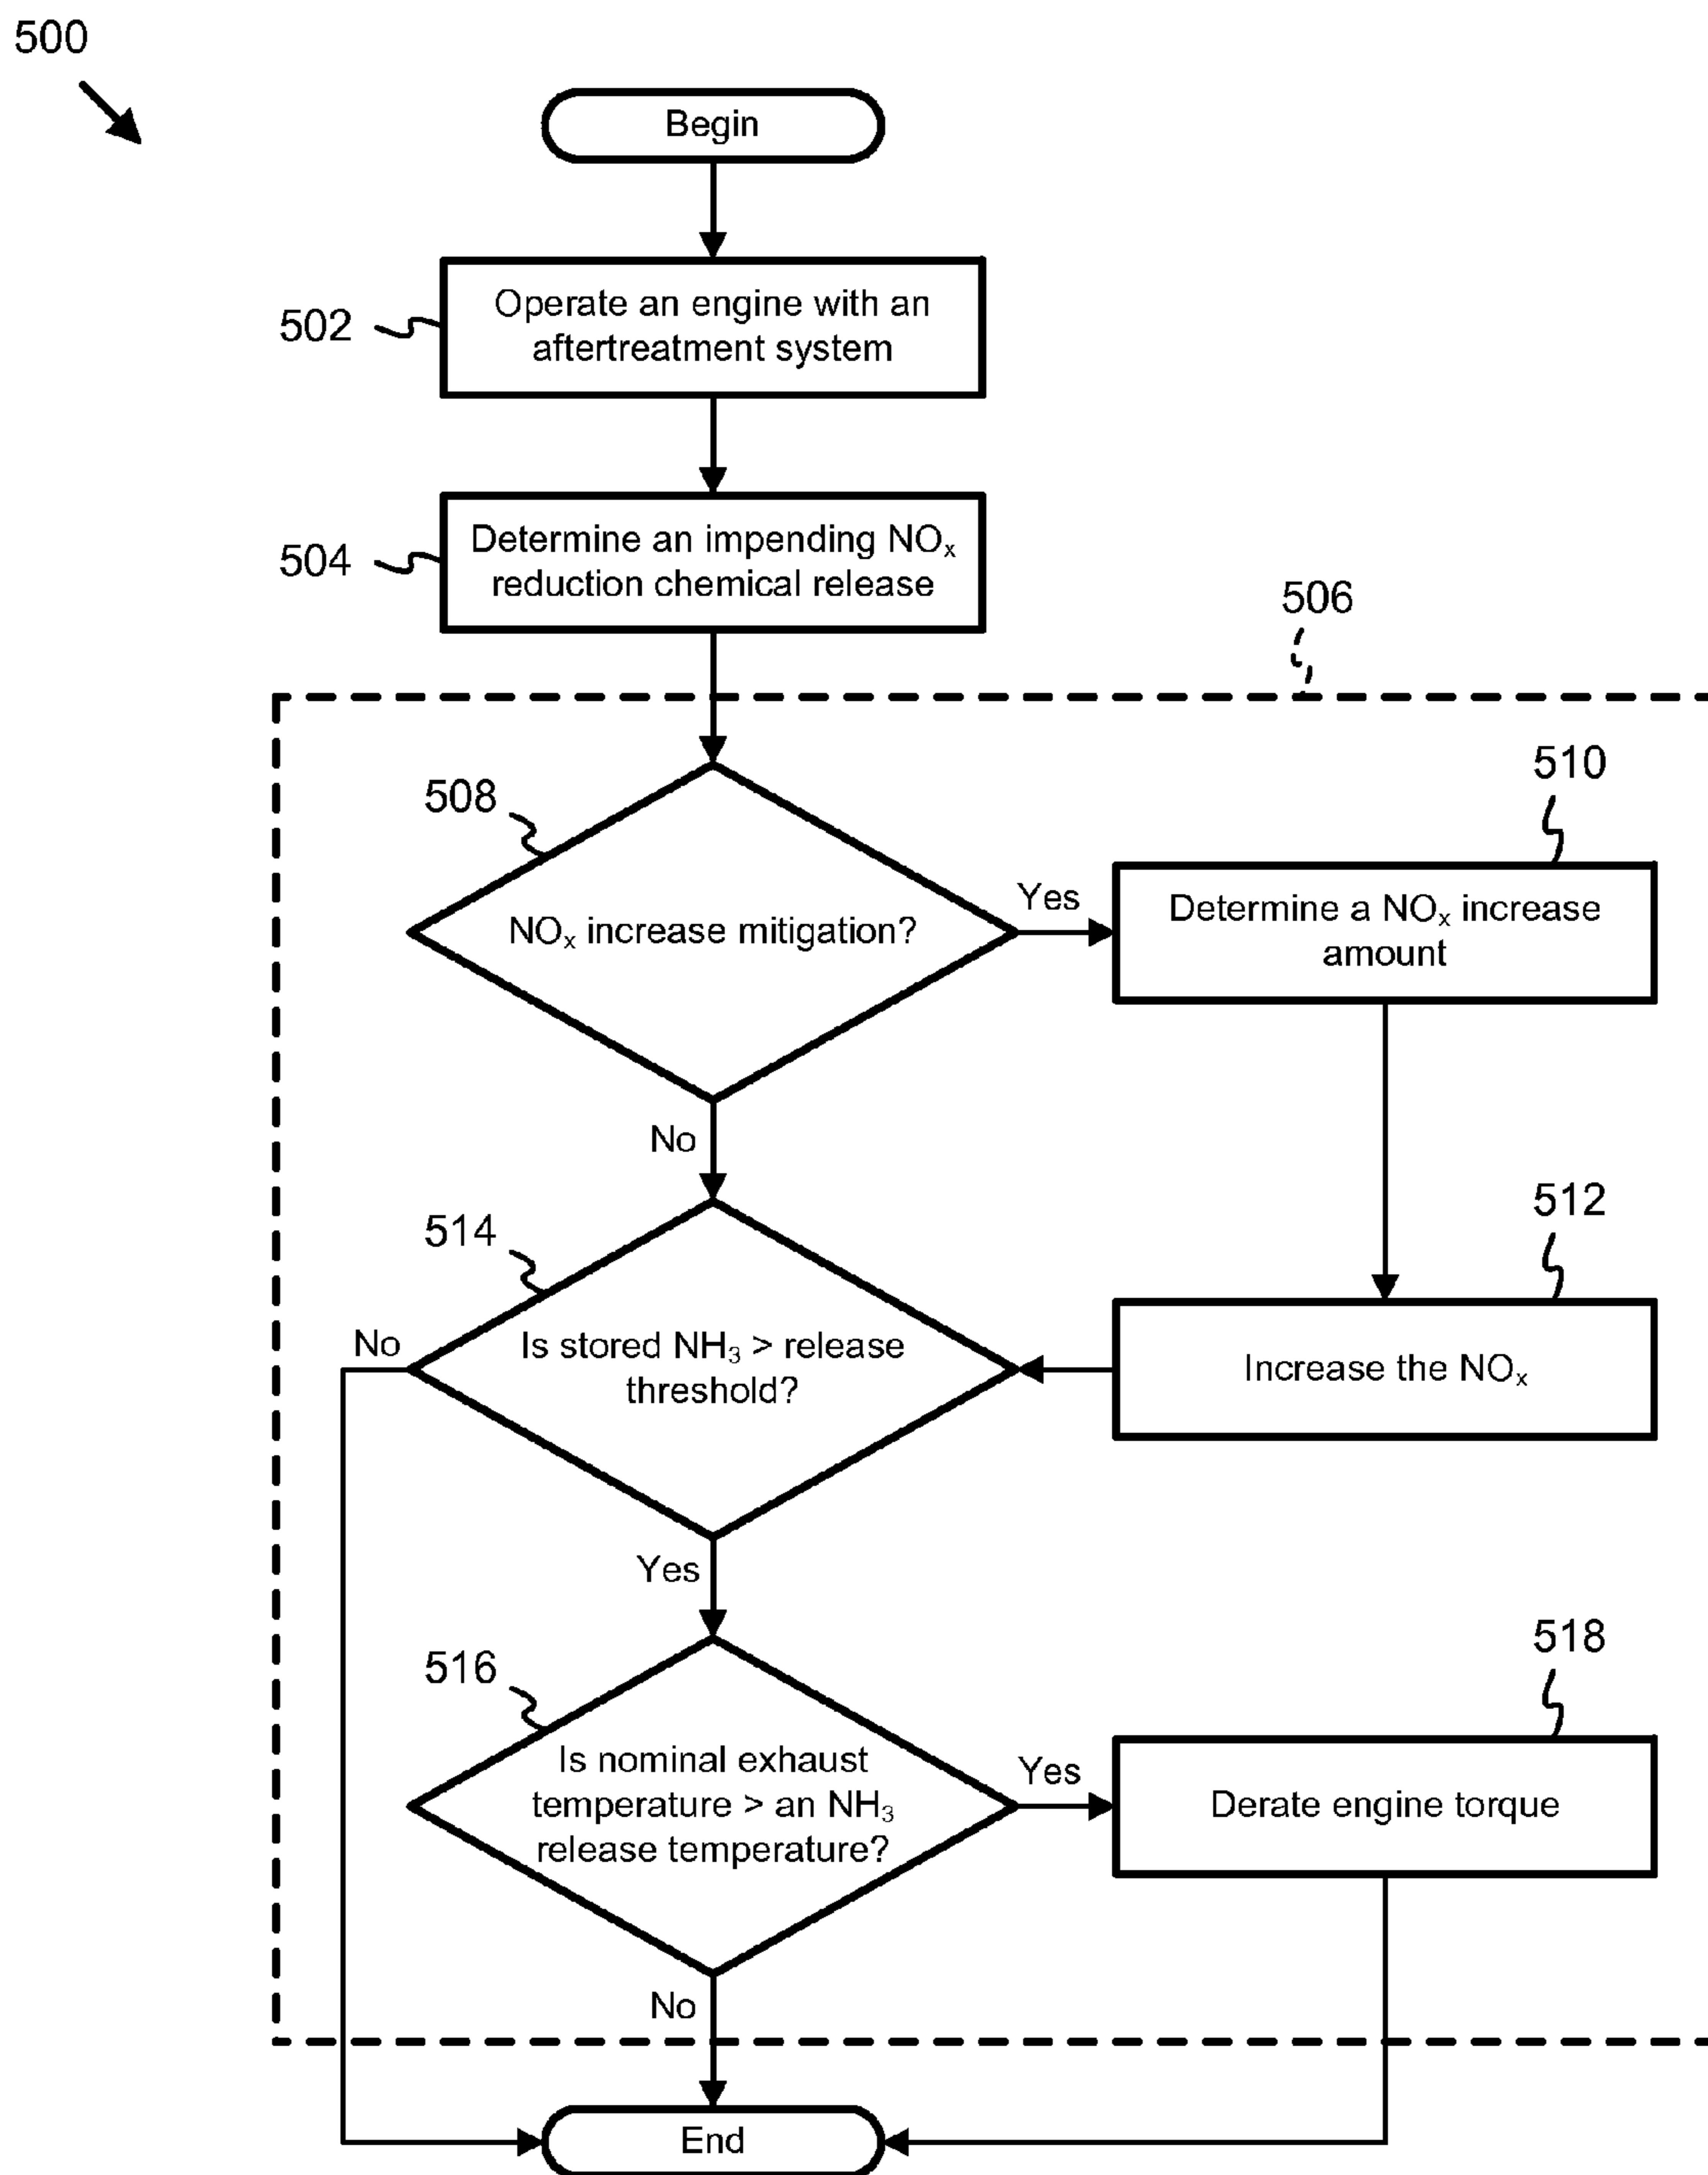 500
Begin
502
Operate an engine with an
aftertreatment system
504
Determine an impending NOₓ
reduction chemical release
506
508
NOₓ increase mitigation?
Yes
510
Determine a NOₓ increase
amount
No
512
Increase the NOₓ
514
Is stored NH₃ > release
threshold?
No
Yes
516
Is nominal exhaust
temperature > an NH₃
release temperature?
Yes
518
Derate engine torque
No
End